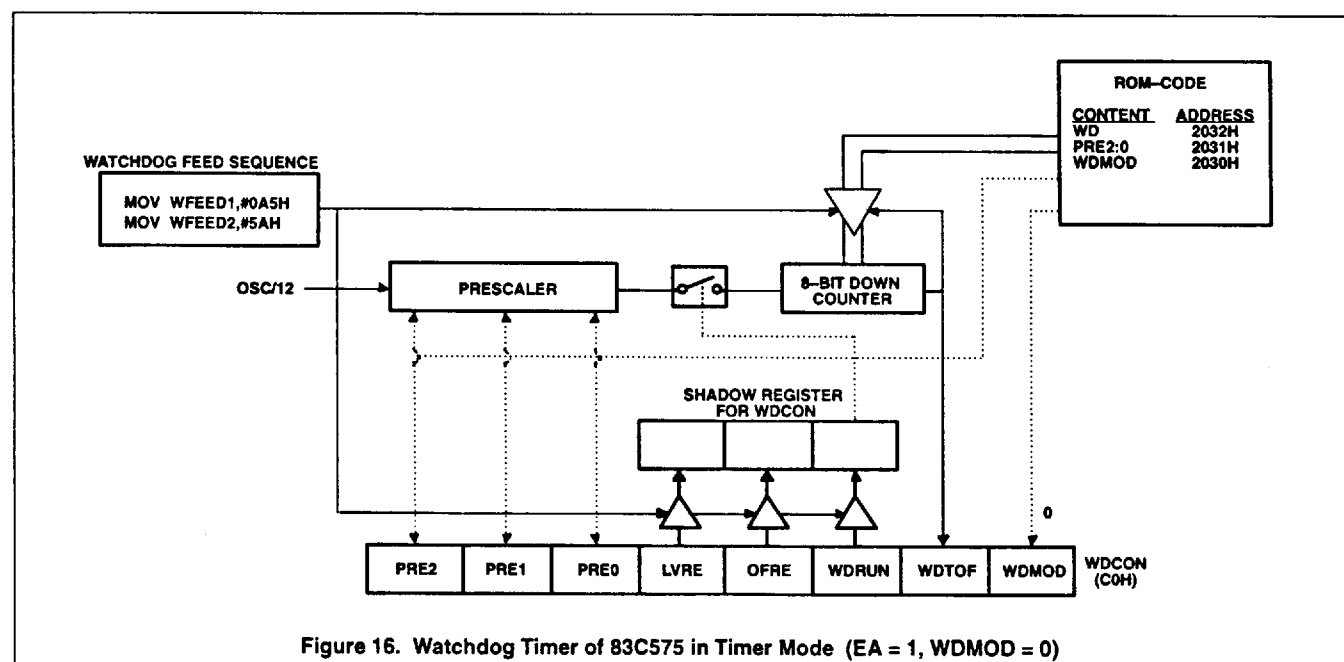 ROM–CODE
CONTENT ADDRESS
WD 2032H
PRE2:0 2031H
WDMOD 2030H
WATCHDOG FEED SEQUENCE
MOV WFEED1,#0A5H
MOV WFEED2,#5AH
OSC/12
PRESCALER
8–BIT DOWN
COUNTER
SHADOW REGISTER
FOR WDCON
0
PRE2 PRE1 PRE0 LVRE OFRE WDRUN WDTOF WDMOD
WDCON
(C0H)
Figure 16. Watchdog Timer of 83C575 in Timer Mode (EA = 1, WDMOD = 0)